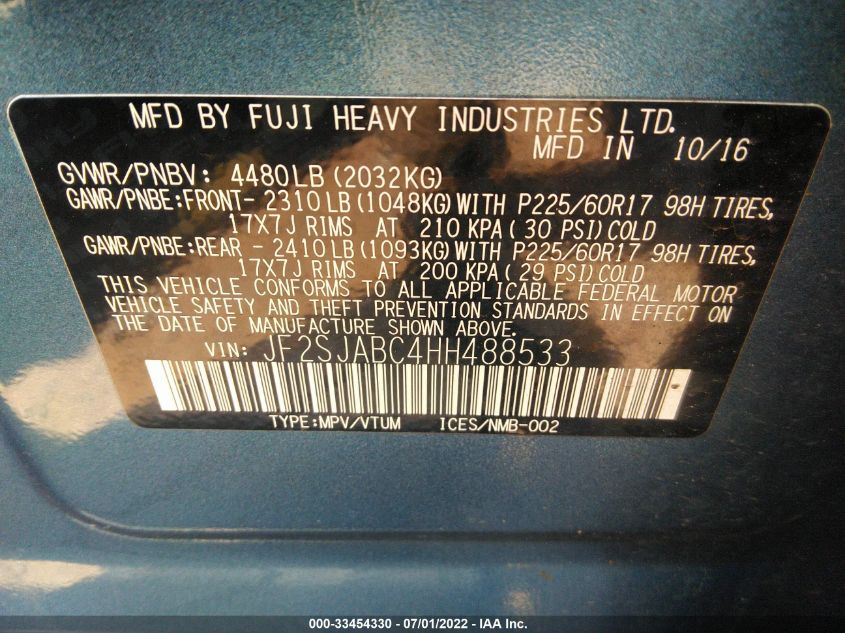 MFD BY FUJI HEAVY INDUSTRIES LTD.
MFD IN 10/16
GVWR/PNBV: 4480LB (2032KG)
GAWR/PNBE:FRONT- 2310LB (1048KG) WITH P225/60R17 98H TIRES,
17X7J RIMS AT 210 KPA ( 30 PSI) COLD
GAWR/PNBE:REAR - 2410LB (1093KG) WITH P225/60R17 98H TIRES,
17X7J RIMS AT 200 KPA ( 29 PSI) COLD
THIS VEHICLE CONFORMS TO ALL APPLICABLE FEDERAL MOTOR
VEHICLE SAFETY AND THEFT PREVENTION STANDARDS IN EFFECT ON
THE DATE OF MANUFACTURE SHOWN ABOVE.
VIN: JF2SJABC4HH488533
TYPE:MPV/VTUM ICES/NMB-002
000-33454330 - 07/01/2022 - IAA Inc.